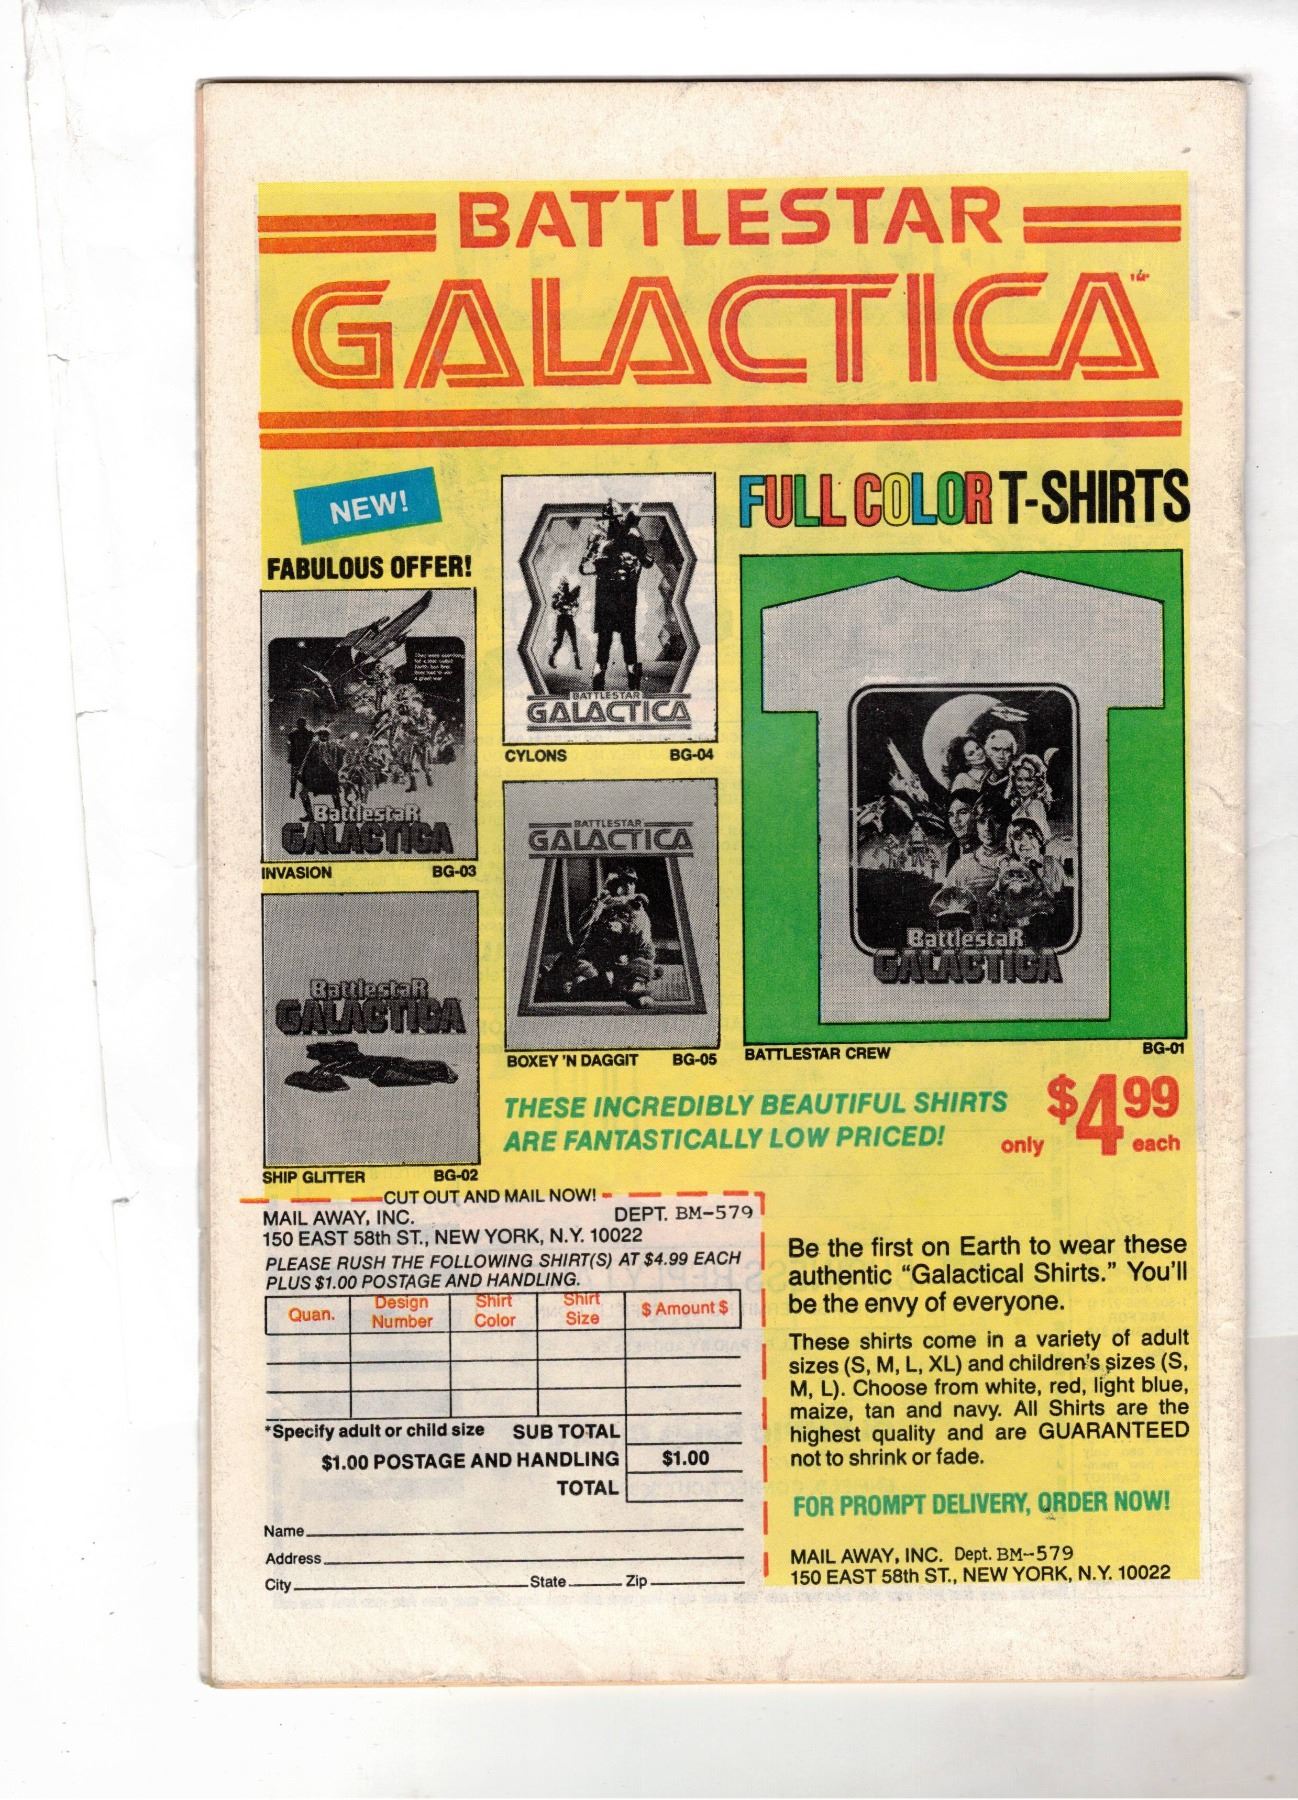 BATTLESTAR
GALACTICA™
NEW!
FABULOUS OFFER!
FULL COLOR T-SHIRTS
Battlestar
GALACTICA
INVASION BG-03
BATTLESTAR
GALACTICA
CYLONS BG-04
Battlestar
GALACTICA
SHIP GLITTER BG-02
BATTLESTAR
GALACTICA
BOXEY 'N DAGGIT BG-05
Battlestar
GALACTICA
BATTLESTAR CREW BG-01
THESE INCREDIBLY BEAUTIFUL SHIRTS
ARE FANTASTICALLY LOW PRICED!
only $4.99 each
CUT OUT AND MAIL NOW!
MAIL AWAY, INC. DEPT. BM-579
150 EAST 58th ST., NEW YORK, N.Y. 10022
PLEASE RUSH THE FOLLOWING SHIRT(S) AT $4.99 EACH
PLUS $1.00 POSTAGE AND HANDLING.
Quan. Design Number Shirt Color Shirt Size $ Amount $
*Specify adult or child size SUB TOTAL
$1.00 POSTAGE AND HANDLING $1.00
TOTAL
Name
Address
City State Zip
Be the first on Earth to wear these
authentic “Galactical Shirts.” You'll
be the envy of everyone.
These shirts come in a variety of adult
sizes (S, M, L, XL) and children's sizes (S,
M, L). Choose from white, red, light blue,
maize, tan and navy. All Shirts are the
highest quality and are GUARANTEED
not to shrink or fade.
FOR PROMPT DELIVERY, ORDER NOW!
MAIL AWAY, INC. Dept. BM-579
150 EAST 58th ST., NEW YORK, N.Y. 10022